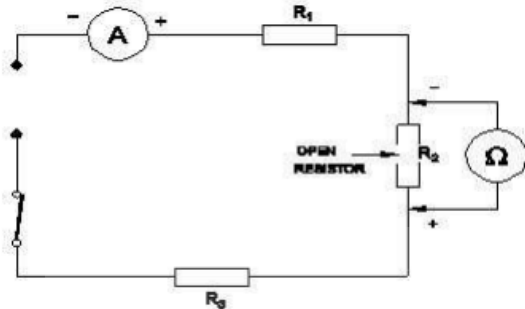 − A +
R1
−
OPEN
RESISTOR
R2
Ω
+
R3